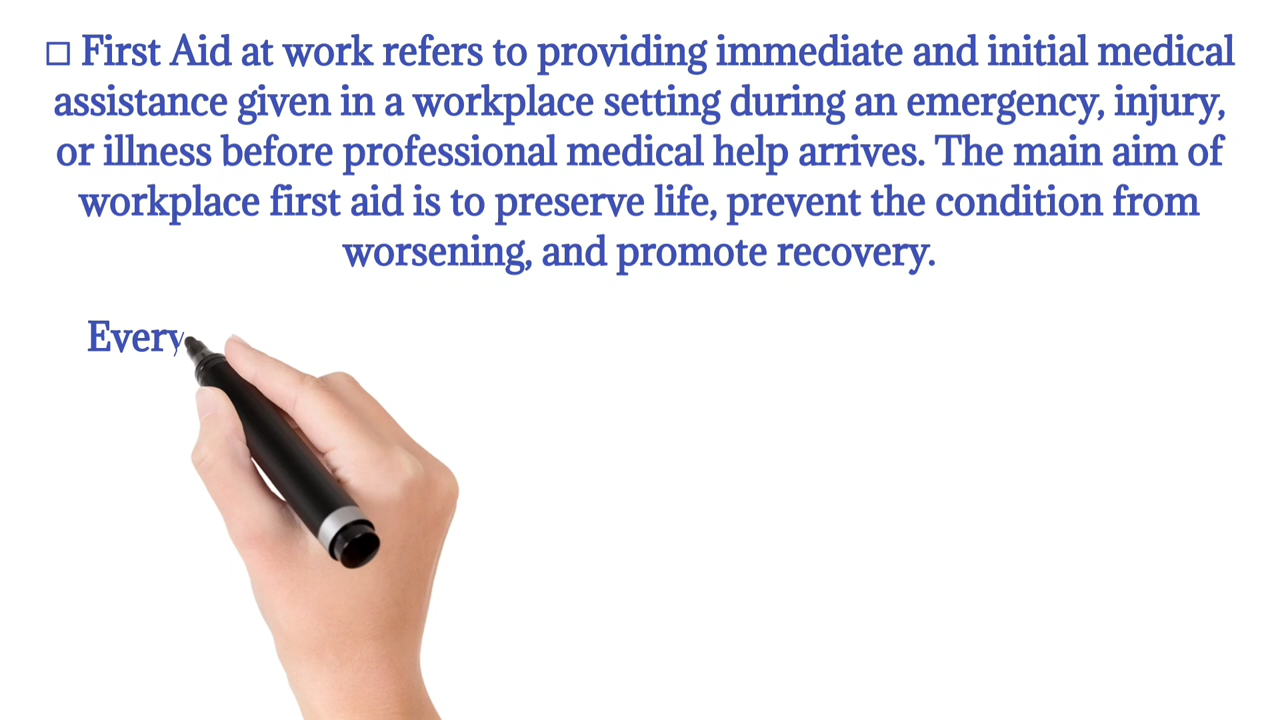 □ First Aid at work refers to providing immediate and initial medical
assistance given in a workplace setting during an emergency, injury,
or illness before professional medical help arrives. The main aim of
workplace first aid is to preserve life, prevent the condition from
worsening, and promote recovery.
Every